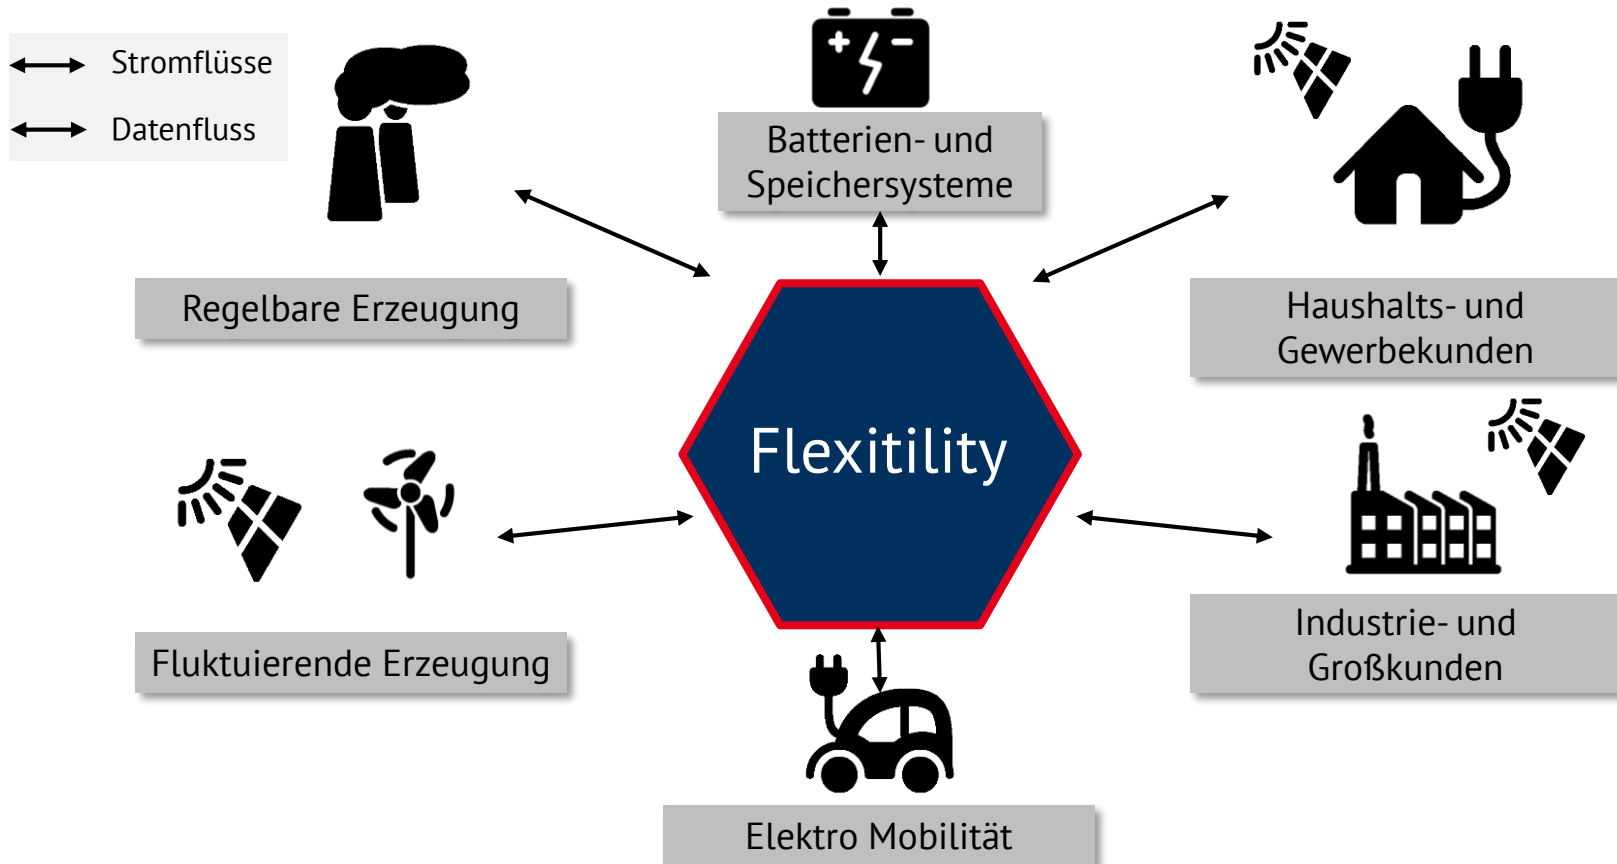 Stromflüsse
Datenfluss
Batterien- und
Speichersysteme
Regelbare Erzeugung
Haushalts- und
Gewerbekunden
Flexitility
Fluktuierende Erzeugung
Industrie- und
Großkunden
Elektro Mobilität